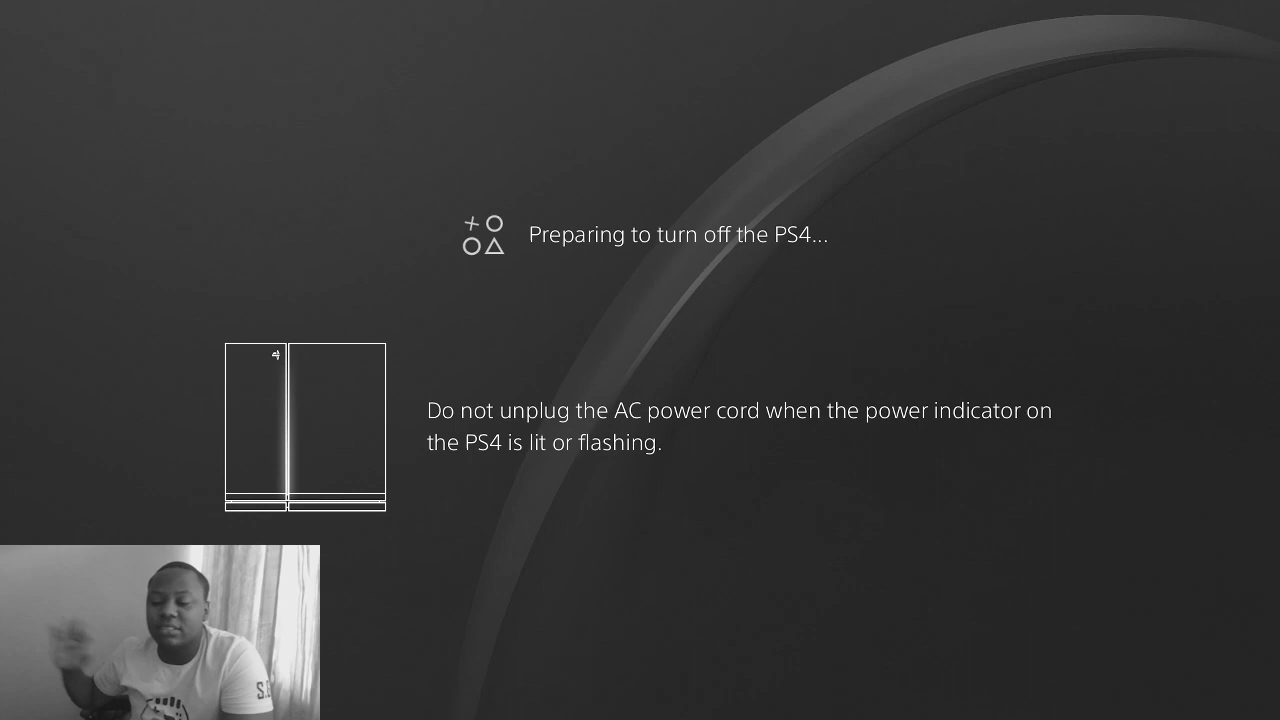 Preparing to turn off the PS4...
Do not unplug the AC power cord when the power indicator on
the PS4 is lit or flashing.